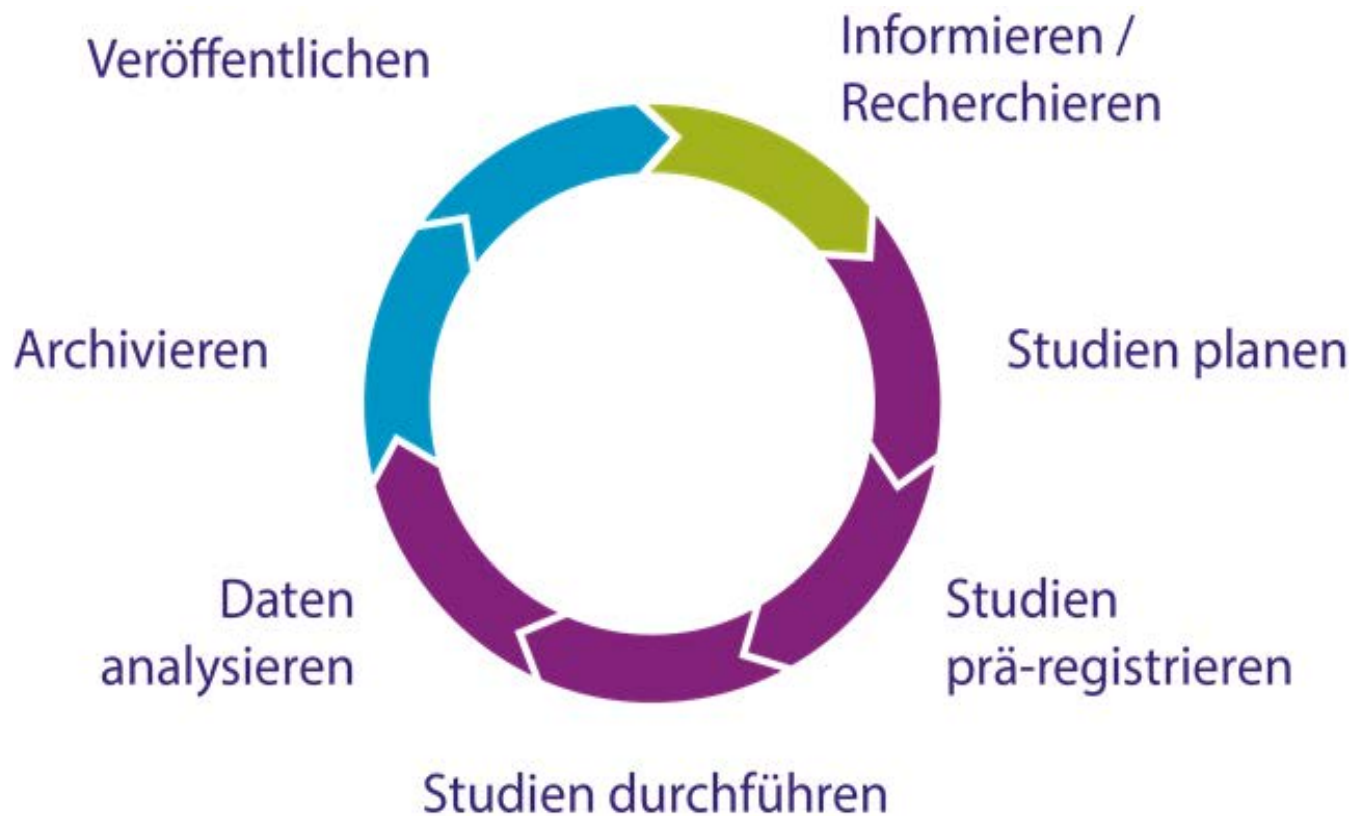 Veröffentlichen
Informieren /
Recherchieren
Archivieren
Studien planen
Daten
analysieren
Studien
prä-registrieren
Studien durchführen